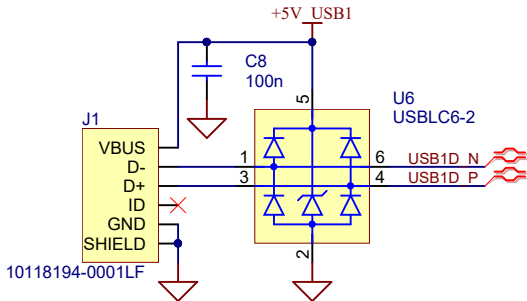 +5V_USB1
C8
100n
5
U6
USBLC6-2
J1
VBUS
D-
1
6
USB1D_N
D+
3
4
USB1D_P
ID
GND
SHIELD
2
10118194-0001LF